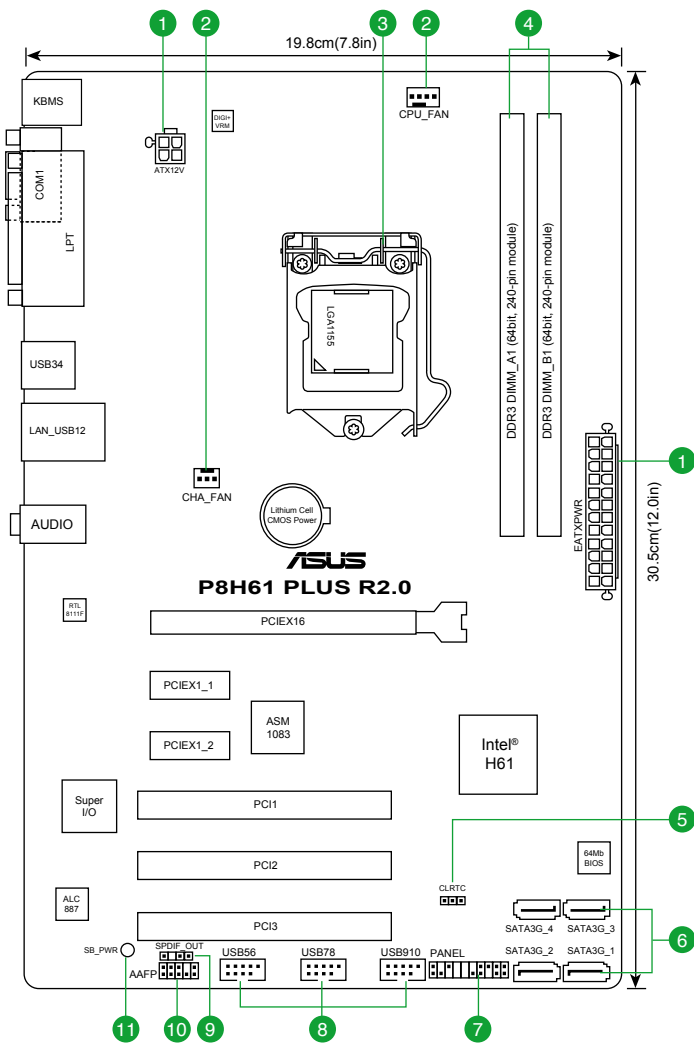 1
2
3
2
4
19.8cm(7.8in)
KBMS
DIGI+
VRM
ATX12V
CPU_FAN
COM1
LPT
LGA1155
DDR3 DIMM_A1 (64bit, 240-pin module)
DDR3 DIMM_B1 (64bit, 240-pin module)
USB34
LAN_USB12
CHA_FAN
Lithium Cell
CMOS Power
AUDIO
EATXPWR
1
30.5cm(12.0in)
ASUS
P8H61 PLUS R2.0
RTL
8111F
PCIEX16
PCIEX1_1
ASM
1083
PCIEX1_2
Intel®
H61
Super
I/O
PCI1
5
PCI2
64Mb
BIOS
ALC
887
CLRTC
PCI3
SATA3G_4
SATA3G_3
6
SB_PWR
SPDIF_OUT
AAFP
USB56
USB78
USB910
PANEL
SATA3G_2
SATA3G_1
11
10
9
8
7